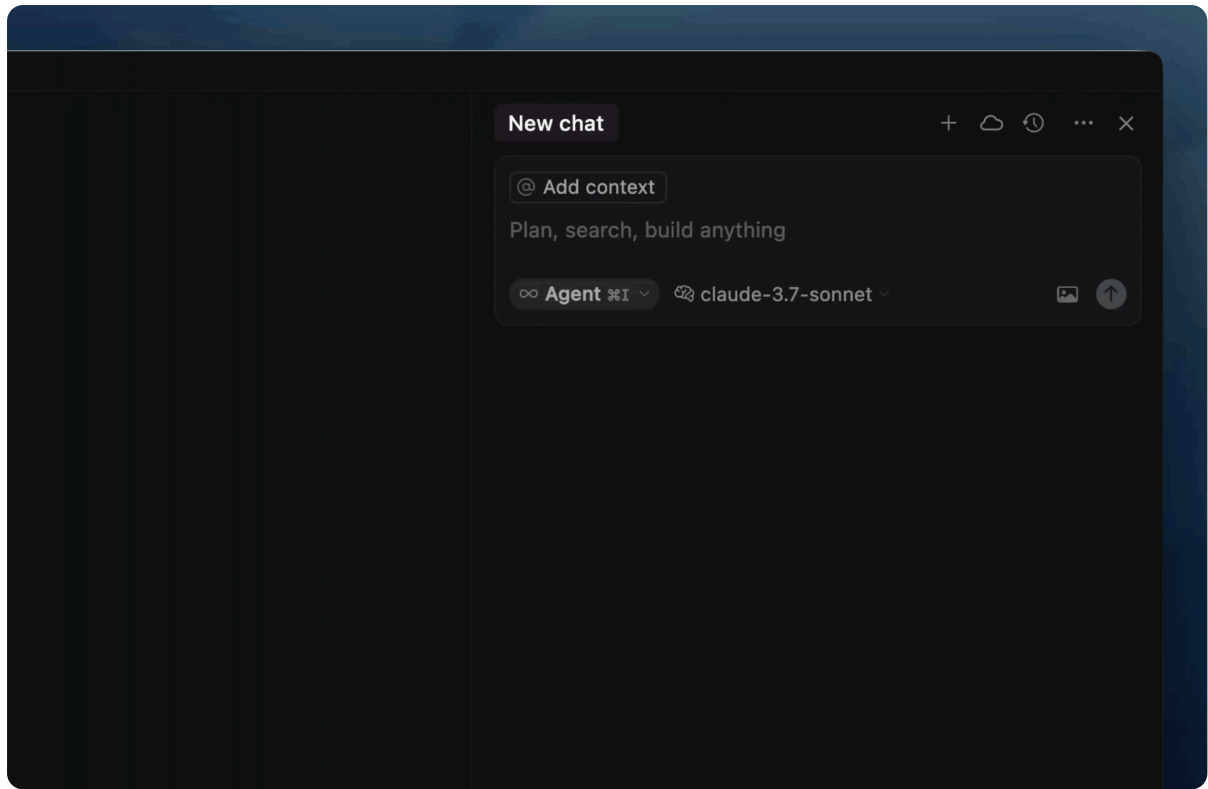 New chat
@ Add context
Plan, search, build anything
∞ Agent ⌘I claude-3.7-sonnet